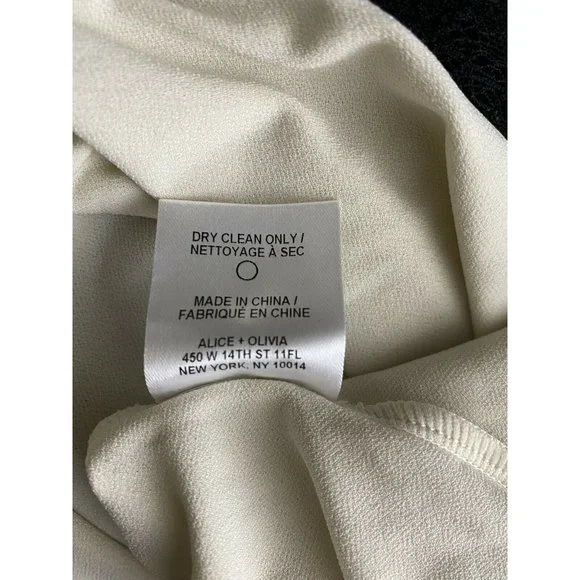 DRY CLEAN ONLY /
NETTOYAGE À SEC
MADE IN CHINA /
FABRIQUÉ EN CHINE
ALICE + OLIVIA
450 W 14TH ST 11FL
NEW YORK, NY 10014